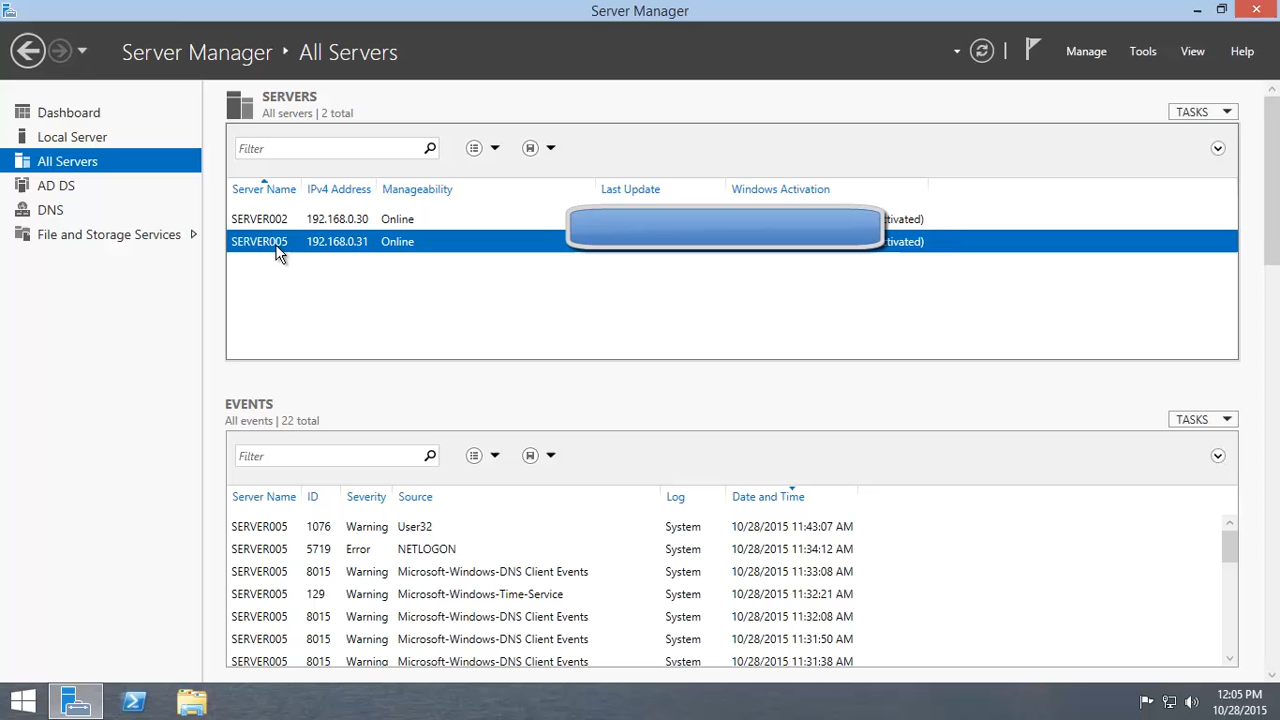 Server Manager
Server Manager All Servers
Manage Tools View Help
Dashboard
Local Server
All Servers
AD DS
DNS
File and Storage Services
SERVERS
All servers | 2 total
TASKS
Filter
Server Name IPv4 Address Manageability Last Update Windows Activation
SERVER002 192.168.0.30 Online tivated)
SERVER005 192.168.0.31 Online tivated)
EVENTS
All events | 22 total
TASKS
Filter
Server Name ID Severity Source Log Date and Time
SERVER005 1076 Warning User32 System 10/28/2015 11:43:07 AM
SERVER005 5719 Error NETLOGON System 10/28/2015 11:34:12 AM
SERVER005 8015 Warning Microsoft-Windows-DNS Client Events System 10/28/2015 11:33:08 AM
SERVER005 129 Warning Microsoft-Windows-Time-Service System 10/28/2015 11:32:21 AM
SERVER005 8015 Warning Microsoft-Windows-DNS Client Events System 10/28/2015 11:32:08 AM
SERVER005 8015 Warning Microsoft-Windows-DNS Client Events System 10/28/2015 11:31:50 AM
SERVER005 8015 Warning Microsoft-Windows-DNS Client Events System 10/28/2015 11:31:38 AM
12:05 PM
10/28/2015